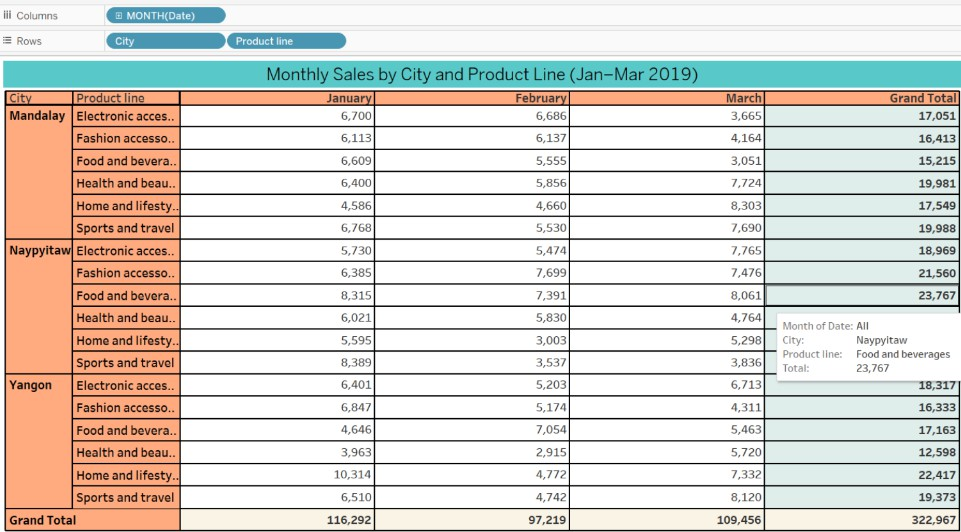 Columns MONTH(Date)
Rows City Product line
Monthly Sales by City and Product Line (Jan–Mar 2019)
City Product line January February March Grand Total
Mandalay Electronic acces.. 6,700 6,686 3,665 17,051
Fashion accesso.. 6,113 6,137 4,164 16,413
Food and bevera.. 6,609 5,555 3,051 15,215
Health and beau.. 6,400 5,856 7,724 19,981
Home and lifesty.. 4,586 4,660 8,303 17,549
Sports and travel 6,768 5,530 7,690 19,988
Naypyitaw Electronic acces.. 5,730 5,474 7,765 18,969
Fashion accesso.. 6,385 7,699 7,476 21,560
Food and bevera.. 8,315 7,391 8,061 23,767
Health and beau.. 6,021 5,830 4,764
Home and lifesty.. 5,595 3,003 5,298
Sports and travel 8,389 3,537 3,836
Month of Date: All
City: Naypyitaw
Product line: Food and beverages
Total: 23,767
Yangon Electronic acces.. 6,401 5,203 6,713 18,317
Fashion accesso.. 6,847 5,174 4,311 16,333
Food and bevera.. 4,646 7,054 5,463 17,163
Health and beau.. 3,963 2,915 5,720 12,598
Home and lifesty.. 10,314 4,772 7,332 22,417
Sports and travel 6,510 4,742 8,120 19,373
Grand Total 116,292 97,219 109,456 322,967